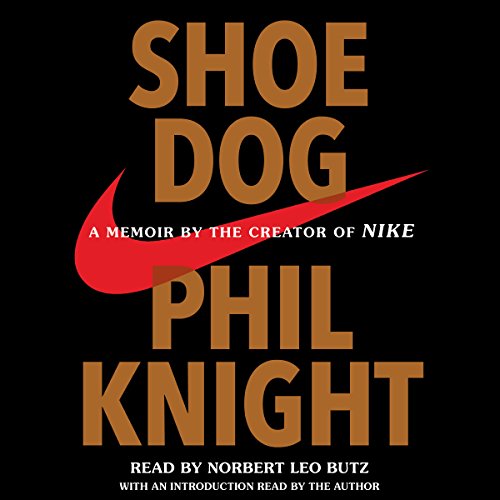 SHOE
DOG
A MEMOIR BY THE CREATOR OF NIKE
PHIL
KNIGHT
READ BY NORBERT LEO BUTZ
WITH AN INTRODUCTION READ BY THE AUTHOR